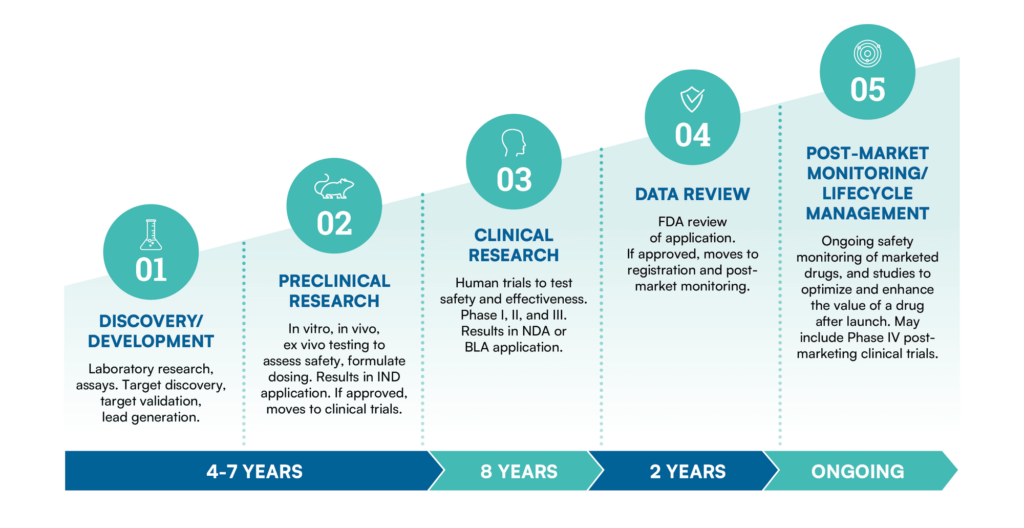 01
DISCOVERY/
DEVELOPMENT
Laboratory research,
assays. Target discovery,
target validation,
lead generation.
02
PRECLINICAL
RESEARCH
In vitro, in vivo,
ex vivo testing to
assess safety, formulate
dosing. Results in IND
application. If approved,
moves to clinical trials.
03
CLINICAL
RESEARCH
Human trials to test
safety and effectiveness.
Phase I, II, and III.
Results in NDA or
BLA application.
04
DATA REVIEW
FDA review
of application.
If approved, moves to
registration and post-
market monitoring.
05
POST-MARKET
MONITORING/
LIFECYCLE
MANAGEMENT
Ongoing safety
monitoring of marketed
drugs, and studies to
optimize and enhance
the value of a drug
after launch. May
include Phase IV post-
marketing clinical trials.
4-7 YEARS
8 YEARS
2 YEARS
ONGOING